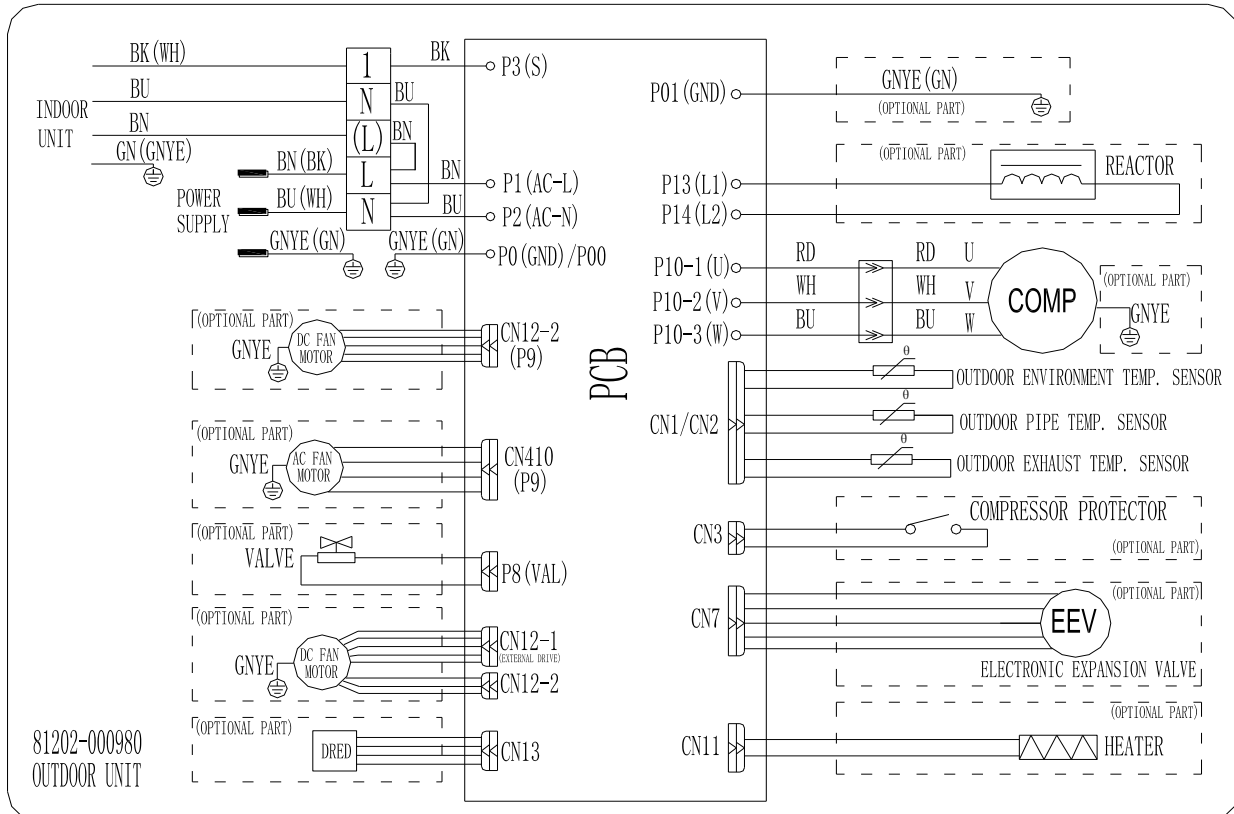 BK(WH)
BU
BN
GN(GNYE)
INDOOR
UNIT
1
N
(L)
L
N
BK
BU
BN
BN
BU
P3(S)
P1(AC-L)
P2(AC-N)
BN(BK)
BU(WH)
POWER
SUPPLY
GNYE(GN)
GNYE(GN)
P0(GND)/P00
(OPTIONAL PART)
GNYE
DC FAN
MOTOR
CN12-2
(P9)
(OPTIONAL PART)
GNYE
AC FAN
MOTOR
CN410
(P9)
(OPTIONAL PART)
VALVE
P8(VAL)
(OPTIONAL PART)
GNYE
DC FAN
MOTOR
CN12-1
(EXTERNAL DRIVE)
CN12-2
(OPTIONAL PART)
DRED
CN13
81202-000980
OUTDOOR UNIT
PCB
P01(GND)
GNYE(GN)
(OPTIONAL PART)
(OPTIONAL PART)
REACTOR
P13(L1)
P14(L2)
P10-1(U)
RD
RD
U
P10-2(V)
WH
WH
V
P10-3(W)
BU
BU
W
COMP
(OPTIONAL PART)
GNYE
CN1/CN2
θ
OUTDOOR ENVIRONMENT TEMP. SENSOR
θ
OUTDOOR PIPE TEMP. SENSOR
θ
OUTDOOR EXHAUST TEMP. SENSOR
CN3
COMPRESSOR PROTECTOR
(OPTIONAL PART)
CN7
(OPTIONAL PART)
EEV
ELECTRONIC EXPANSION VALVE
CN11
(OPTIONAL PART)
HEATER